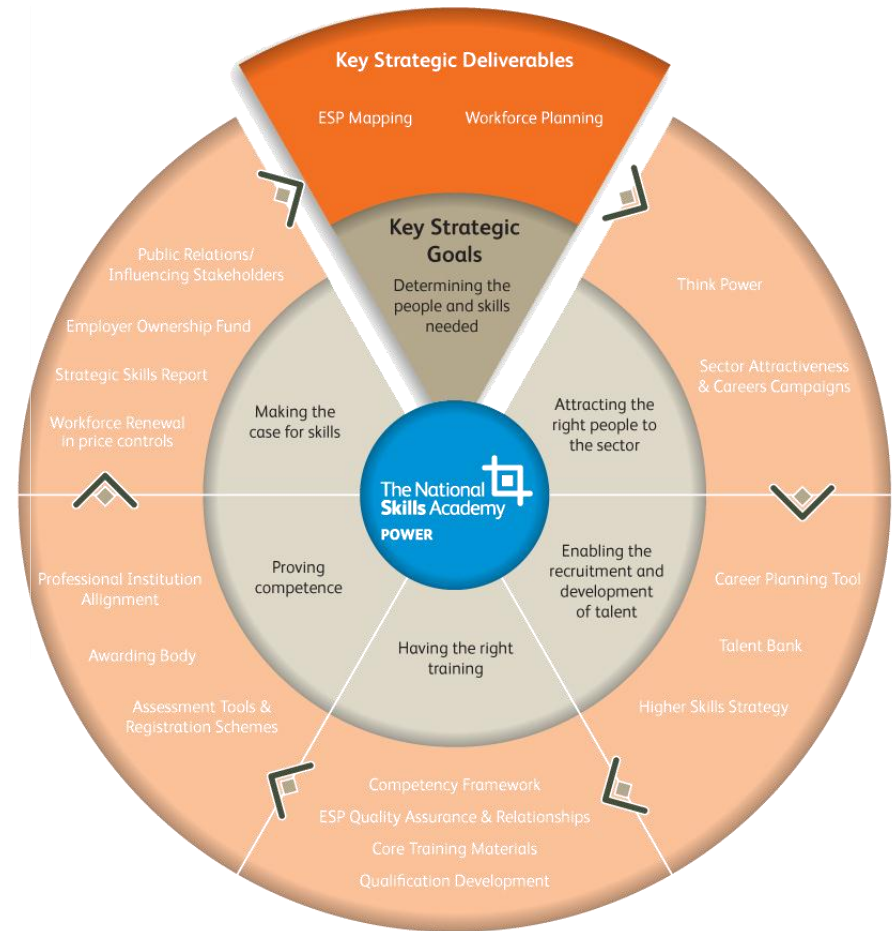 Key Strategic Deliverables
ESP Mapping
Workforce Planning
Key Strategic
Goals
Determining the
people and skills
needed
Think Power
Sector Attractiveness
& Careers Campaigns
Attracting the
right people to
the sector
Career Planning Tool
Talent Bank
Higher Skills Strategy
Enabling the
recruitment and
development
of talent
Having the right
training
Competency Framework
ESP Quality Assurance & Relationships
Core Training Materials
Qualification Development
Proving
competence
Professional Institution
Allignment
Awarding Body
Assessment Tools &
Registration Schemes
Making the
case for skills
Public Relations/
Influencing Stakeholders
Employer Ownership Fund
Strategic Skills Report
Workforce Renewal
in price controls
The National
Skills Academy
POWER